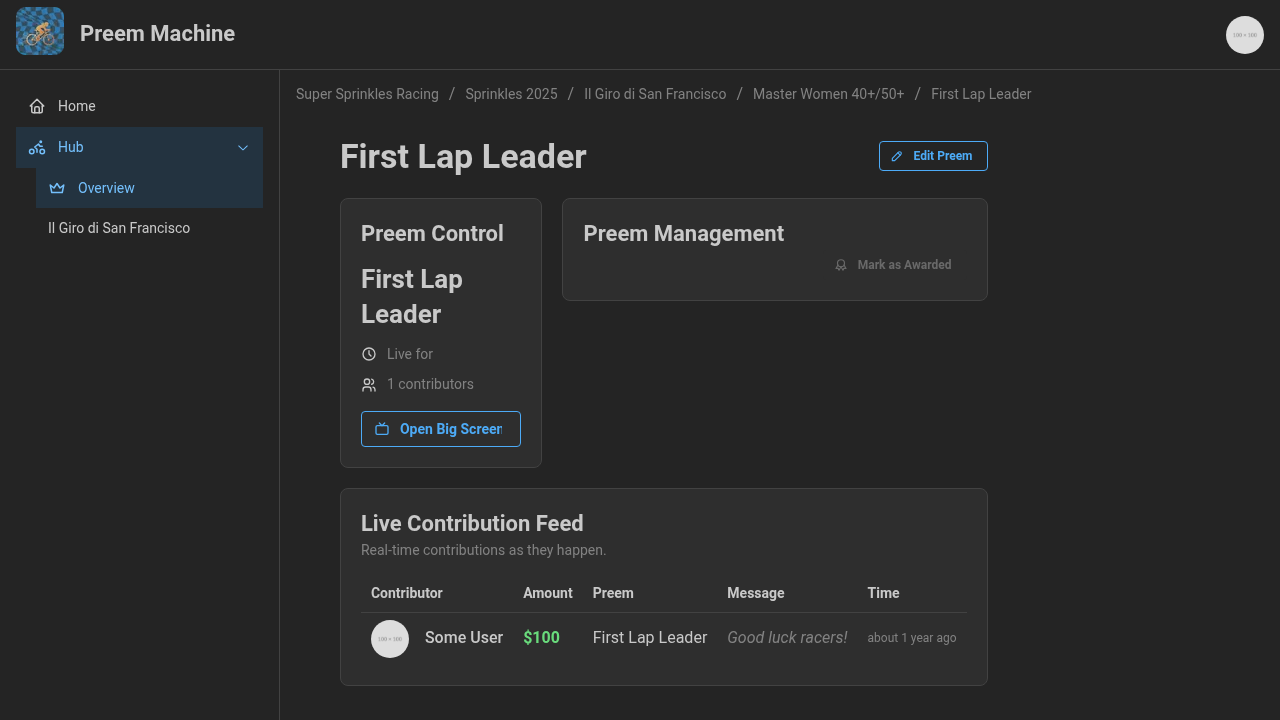 Preem Machine
100 × 100
Home
Hub
Overview
Il Giro di San Francisco
Super Sprinkles Racing / Sprinkles 2025 / Il Giro di San Francisco / Master Women 40+/50+ / First Lap Leader
First Lap Leader
Edit Preem
Preem Control
First Lap
Leader
Live for
1 contributors
Open Big Screen
Preem Management
Mark as Awarded
Live Contribution Feed
Real-time contributions as they happen.
Contributor Amount Preem Message Time
100 × 100 Some User $100 First Lap Leader Good luck racers! about 1 year ago